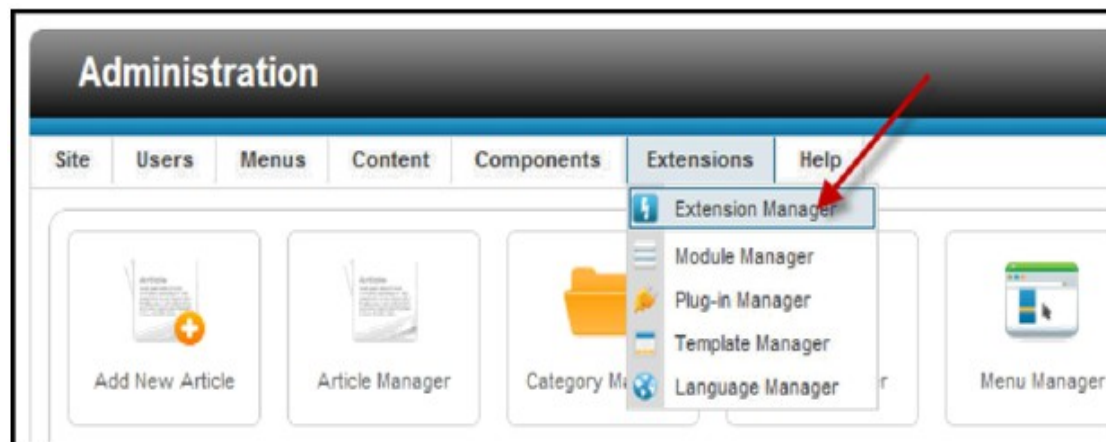 Administration
Site Users Menus Content Components Extensions Help
Extension Manager
Module Manager
Plug-in Manager
Template Manager
Language Manager
Add New Article Article Manager Category Menu Manager